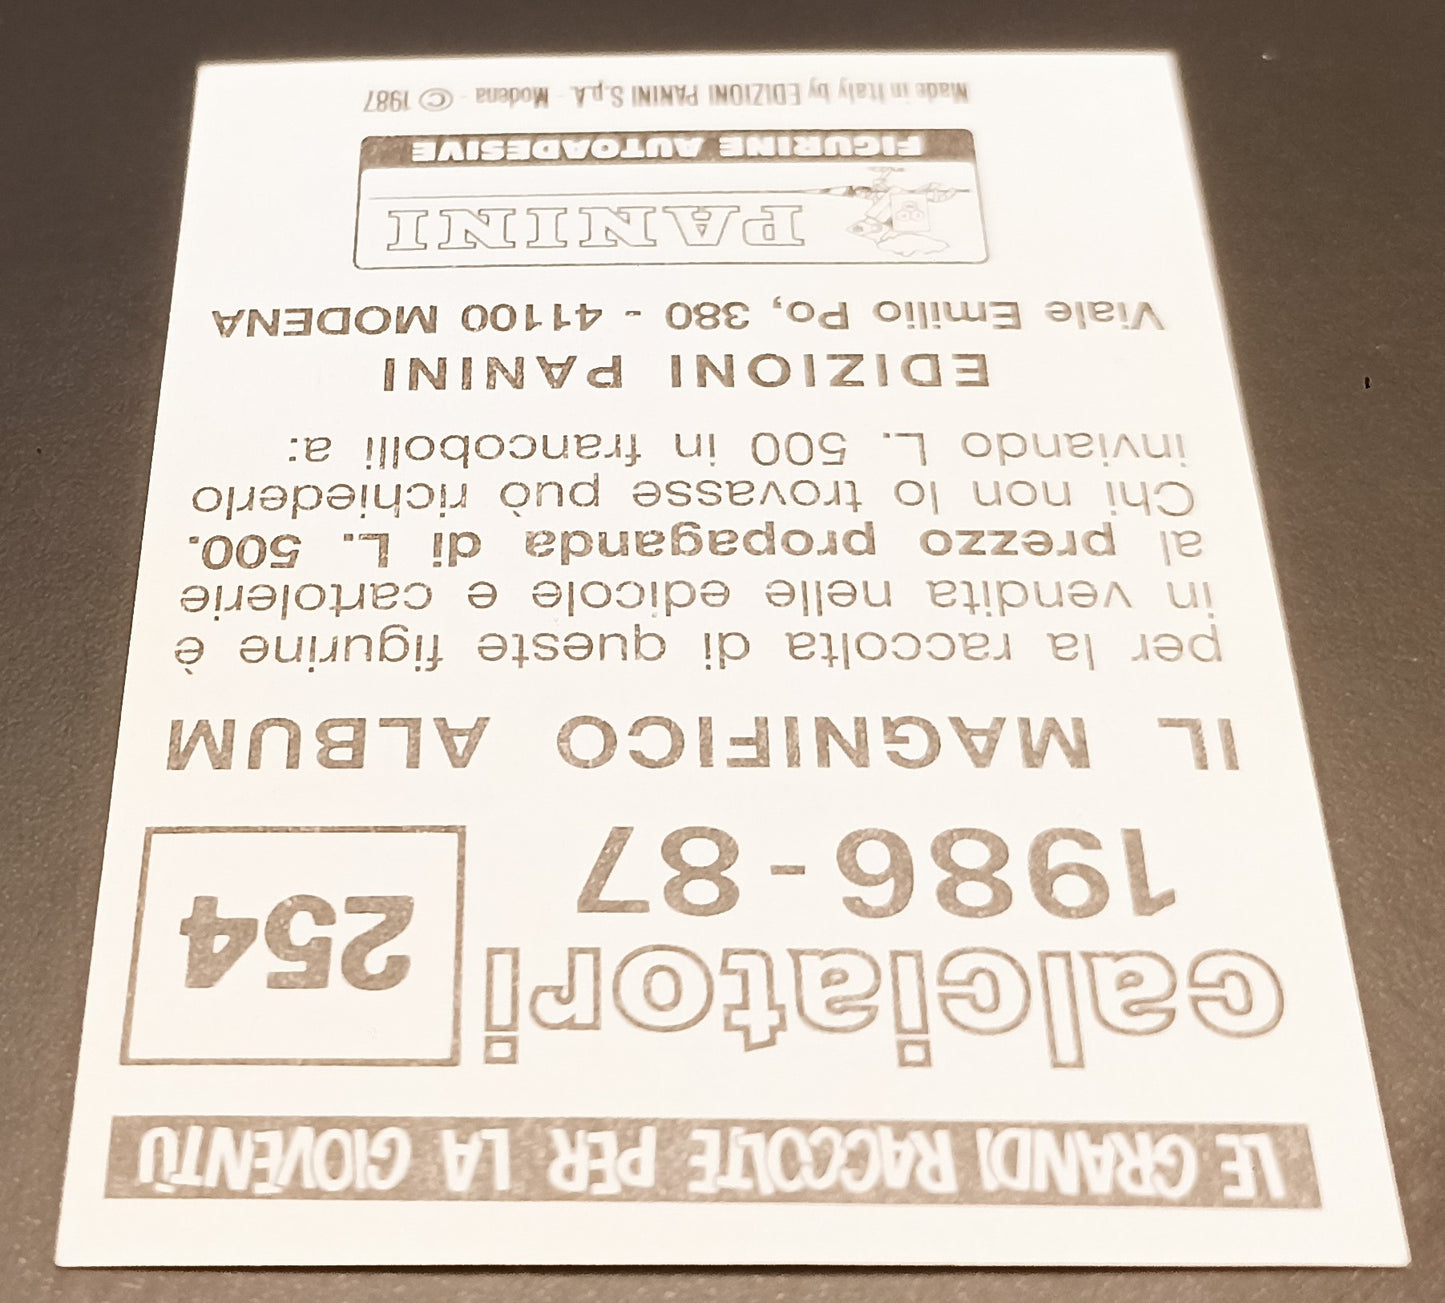 LE GRANDI RACCOLTE PER LA GIOVENTÙ
calciatori
1986-87
254
IL MAGNIFICO ALBUM
per la raccolta di queste figurine è
in vendita nelle edicole e cartolerie
al prezzo propaganda di L. 500.
Chi non lo trovasse può richiederlo
inviando L. 500 in francobolli a:
EDIZIONI PANINI
Viale Emilio Po, 380 - 41100 MODENA
PANINI
FIGURINE AUTOADESIVE
Made in Italy by EDIZIONI PANINI S.p.A. - Modena - © 1987